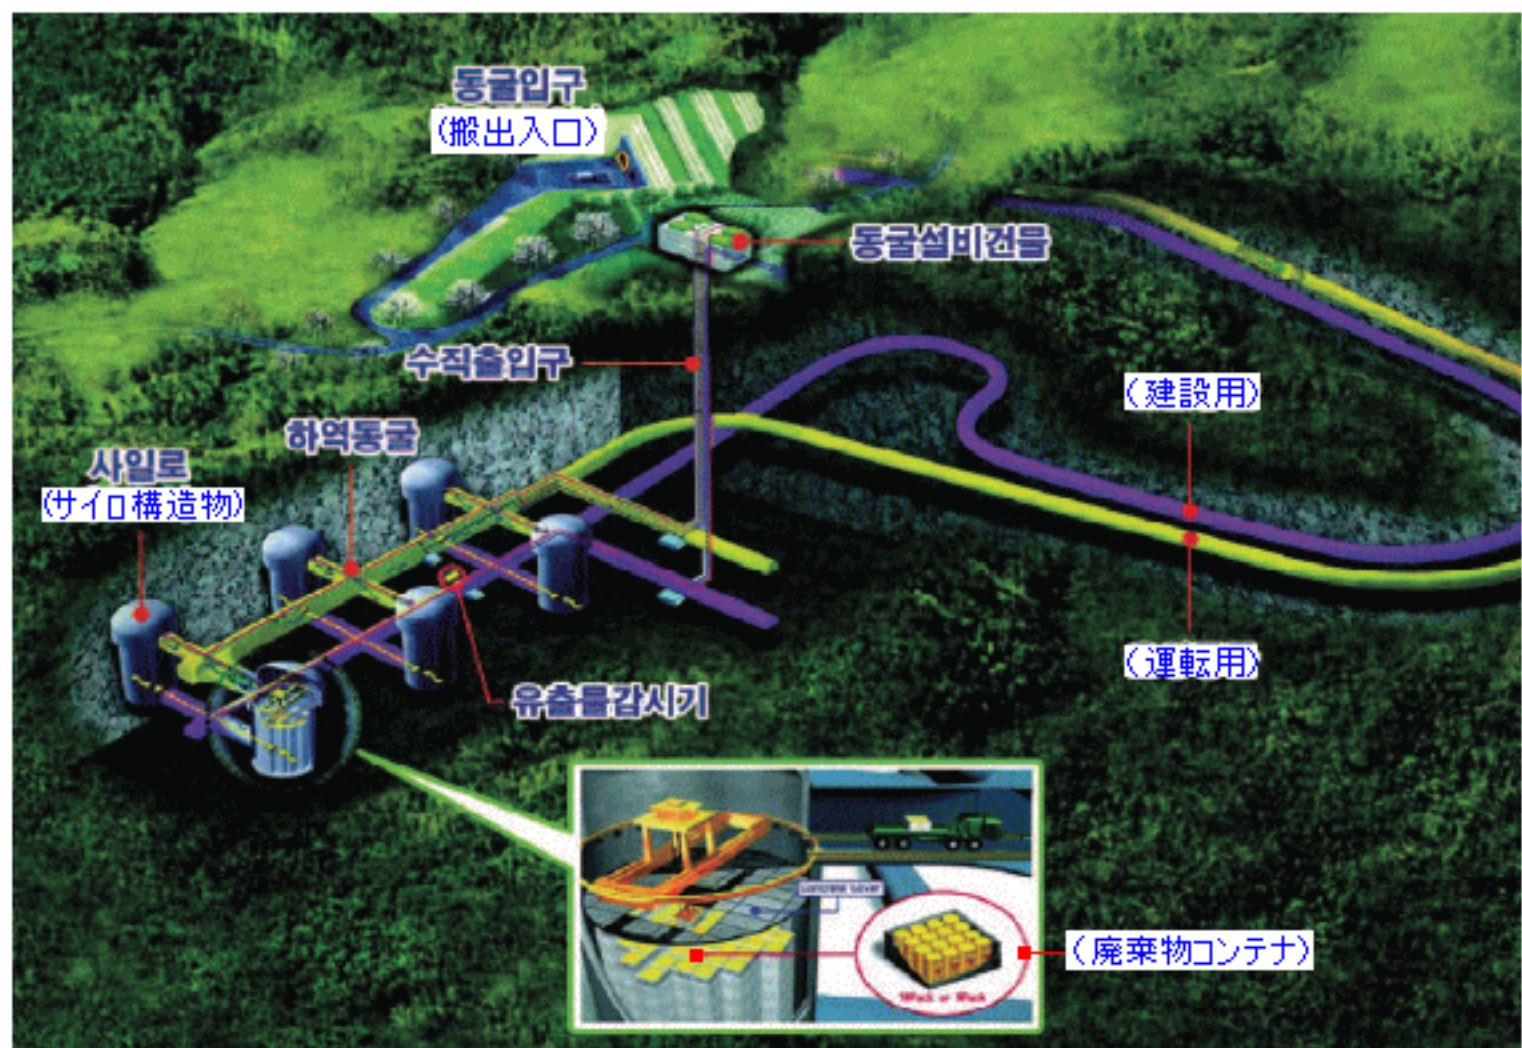 동굴입구
(搬出入口)
동굴설비건물
수직출입구
(建設用)
하역동굴
사일로
(サイロ構造物)
(運転用)
유출물감시기
Concrete Cover
(廃棄物コンテナ)